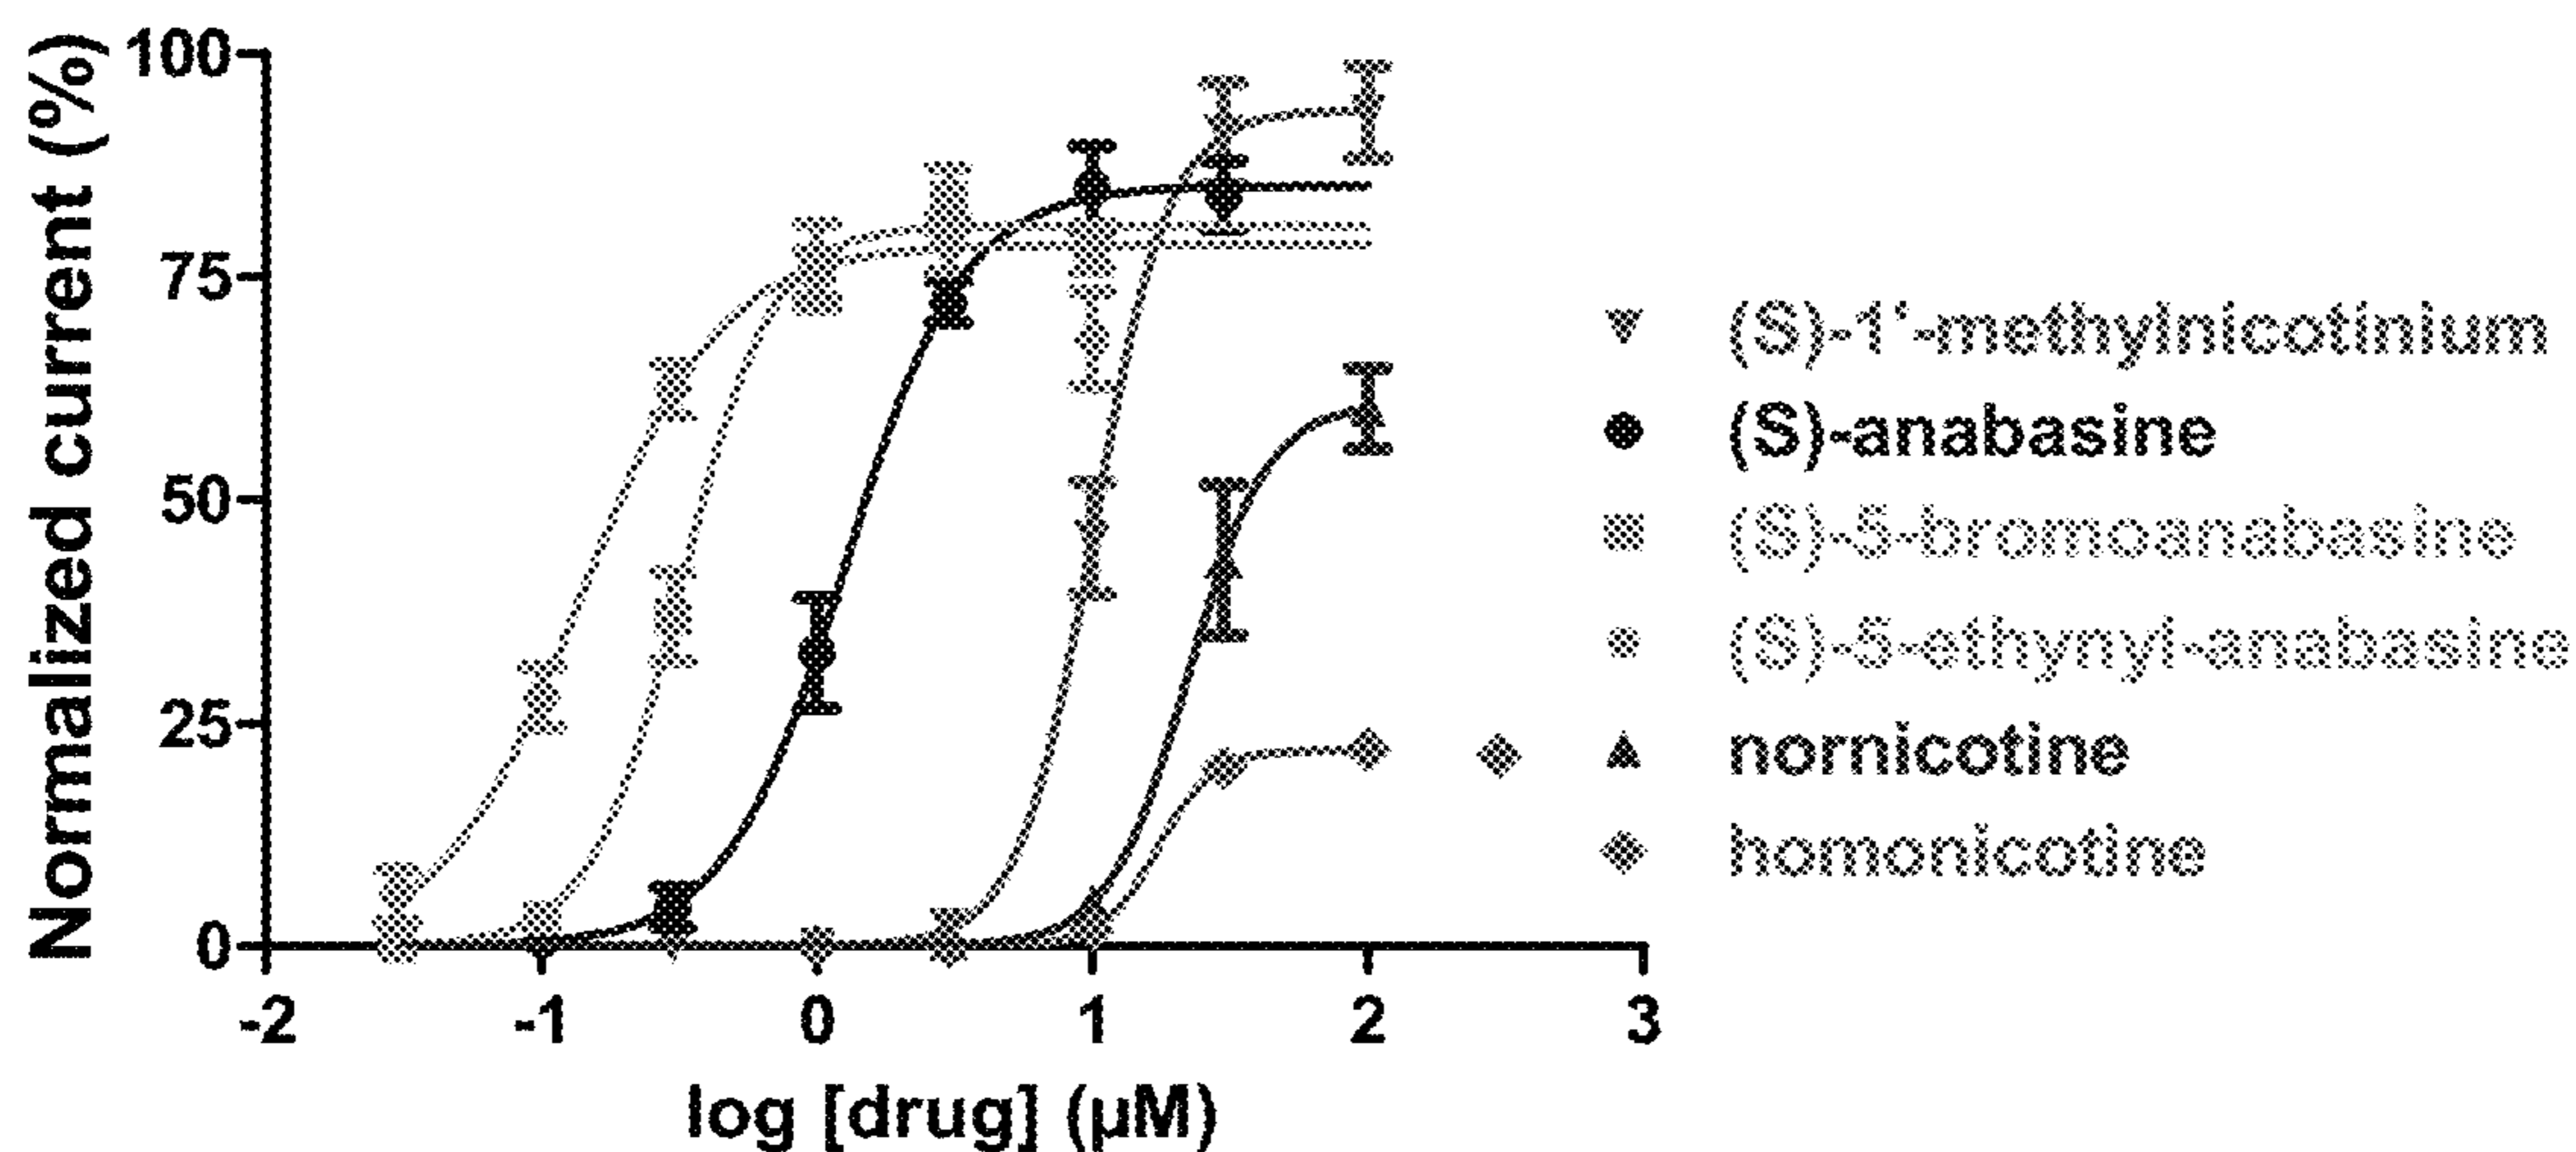 Normalized current (%)
100
75
50
25
0
-2 -1 0 1 2 3
log [drug] (µM)
(S)-1'-methylnicotinium
(S)-anabasine
(S)-5-bromoanabasine
(S)-5-ethynyl-anabasine
nornicotine
homonicotine